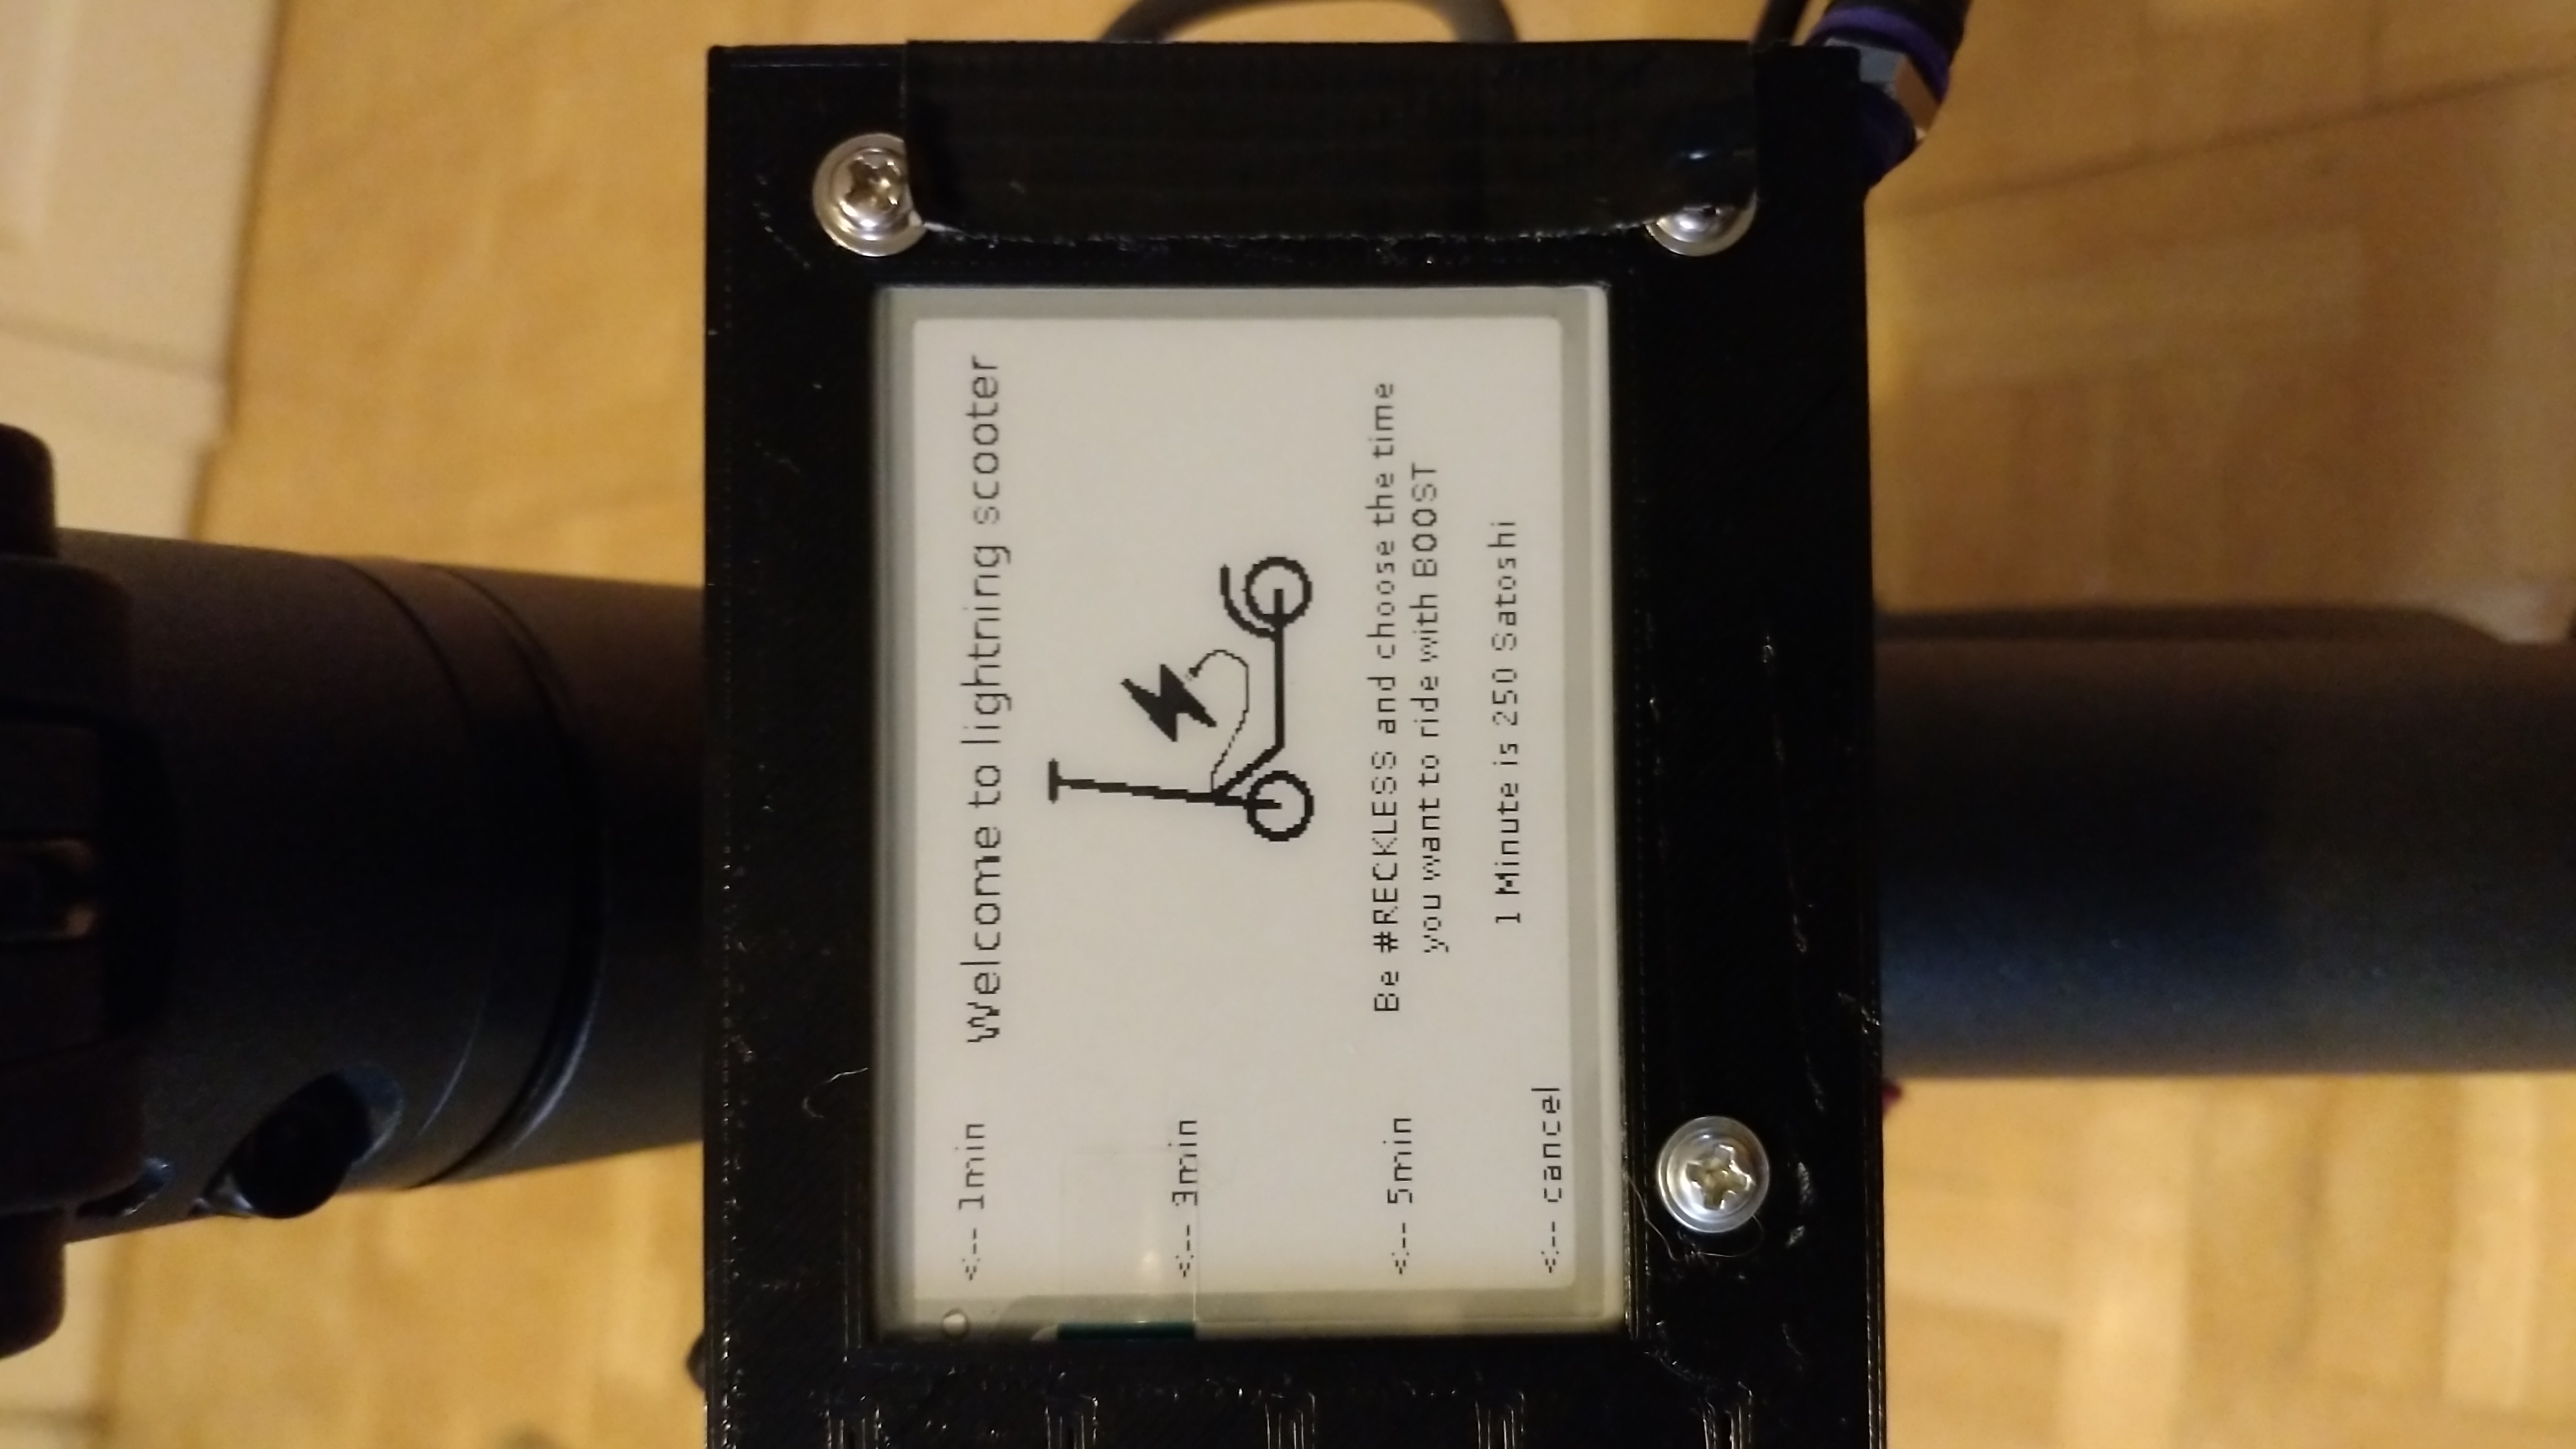 <-- 1min
Welcome to lightning scooter
<-- 3min
<-- 5min
Be #RECKLESS and choose the time
you want to ride with BOOST
1 Minute is 250 Satoshi
<-- cancel